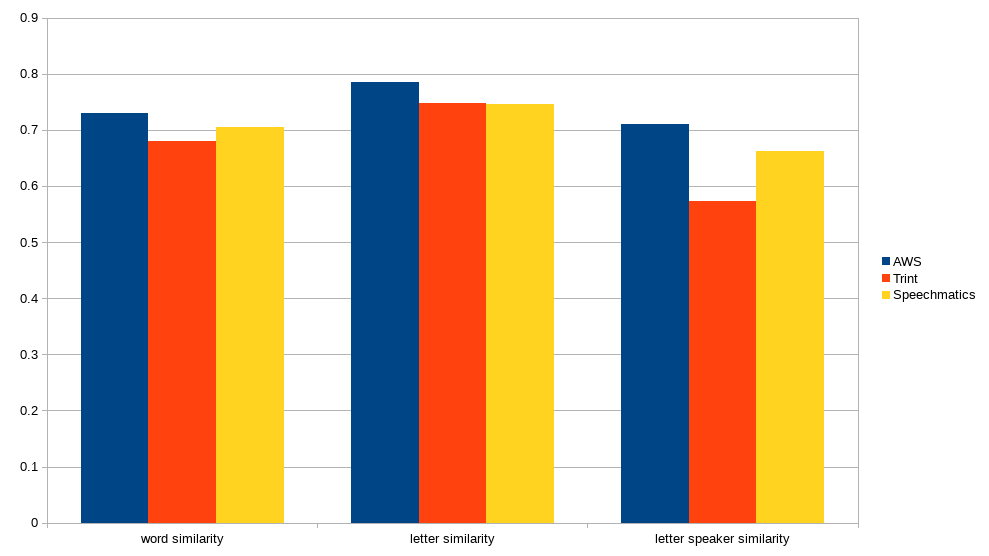 0.9
0.8
0.7
0.6
0.5
0.4
0.3
0.2
0.1
0
word similarity
letter similarity
letter speaker similarity
AWS
Trint
Speechmatics